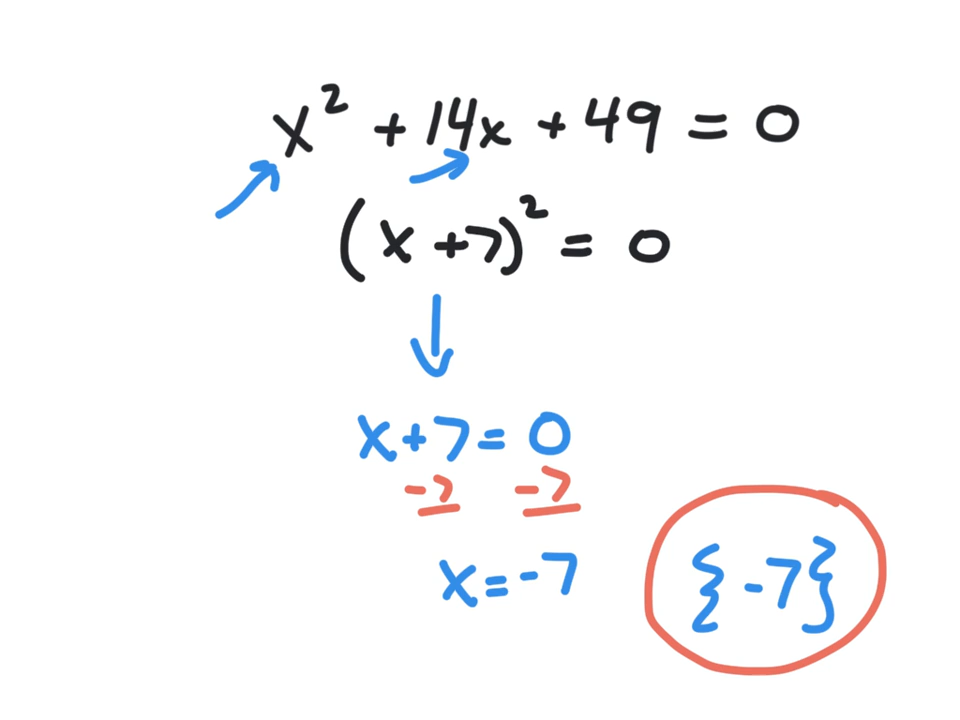 x² + 14x + 49 = 0
(x + 7)² = 0
x + 7 = 0
-7 -7
x = -7
{-7}